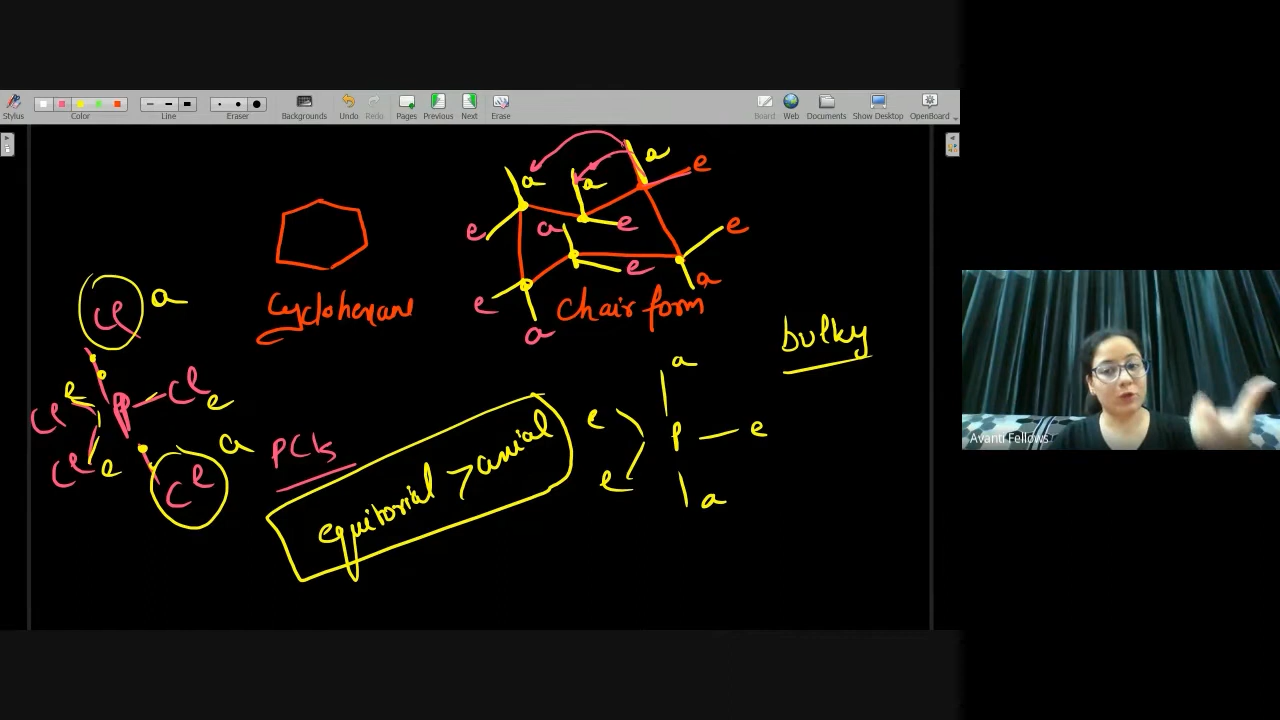 Stylus
Color
Line
Eraser
Backgrounds
Undo
Redo
Pages
Previous
Next
Erase
Board
Web
Documents
Show Desktop
OpenBoard
a a a e
e a e e
e e a
a
Cyclohexane
Chair form
bulky
Cl a
Cl e P Cl e
Cl e Cl a
PCl5
equitorial > axial
a
e P e
e a
Avanti Fellows